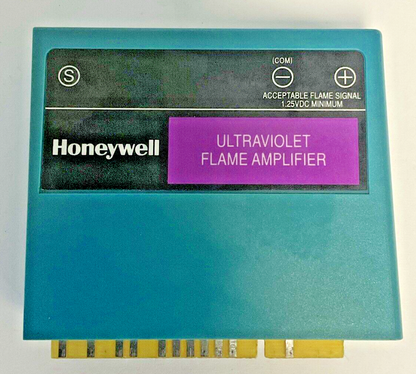 (COM)
Ⓢ ⊖ ⊕
ACCEPTABLE FLAME SIGNAL
1.25VDC MINIMUM
Honeywell
ULTRAVIOLET
FLAME AMPLIFIER